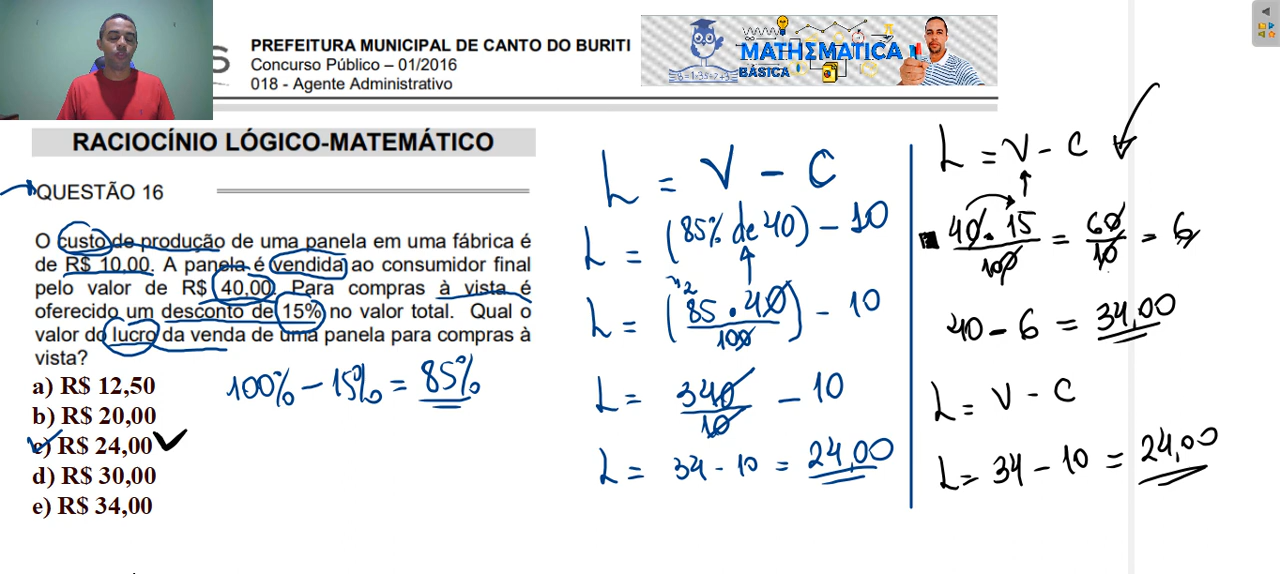 PREFEITURA MUNICIPAL DE CANTO DO BURITI
Concurso Público – 01/2016
018 - Agente Administrativo
MATHΣMATICA
BÁSICA
RACIOCÍNIO LÓGICO-MATEMÁTICO
QUESTÃO 16
O custo de produção de uma panela em uma fábrica é
de R$ 10,00. A panela é vendida ao consumidor final
pelo valor de R$ 40,00. Para compras à vista é
oferecido um desconto de 15% no valor total. Qual o
valor do lucro da venda de uma panela para compras à
vista?
a) R$ 12,50
b) R$ 20,00
c) R$ 24,00
d) R$ 30,00
e) R$ 34,00
100% - 15% = 85%
L = V - C
L = (85% de 40) - 10
L = (85 . 40 / 100) - 10
L = 340 / 10 - 10
L = 34 - 10 = 24,00
L = V - C
40 . 15 / 100 = 60 / 10 = 6
40 - 6 = 34,00
L = V - C
L = 34 - 10 = 24,00